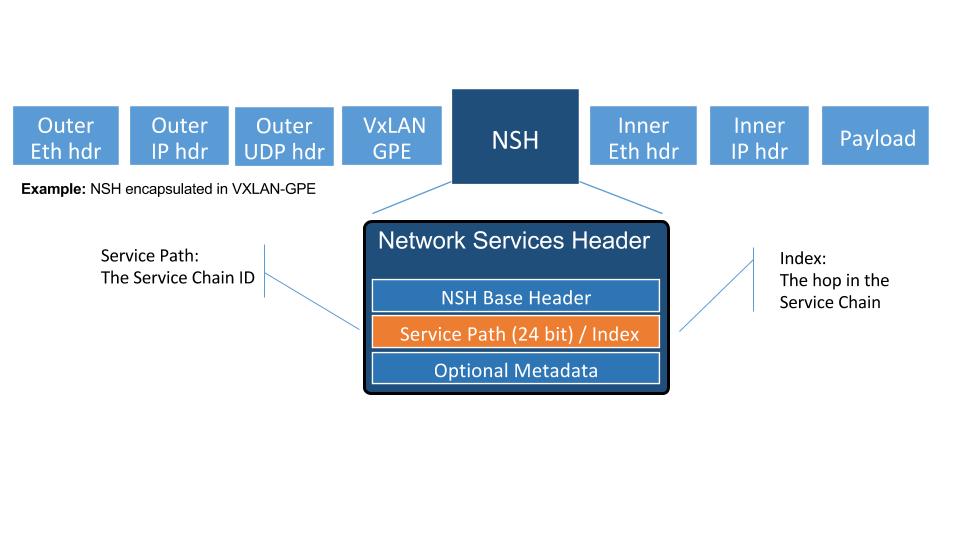 Outer
Eth hdr
Outer
IP hdr
Outer
UDP hdr
VxLAN
GPE
NSH
Inner
Eth hdr
Inner
IP hdr
Payload
Example: NSH encapsulated in VXLAN-GPE
Service Path:
The Service Chain ID
Network Services Header
NSH Base Header
Service Path (24 bit) / Index
Optional Metadata
Index:
The hop in the
Service Chain